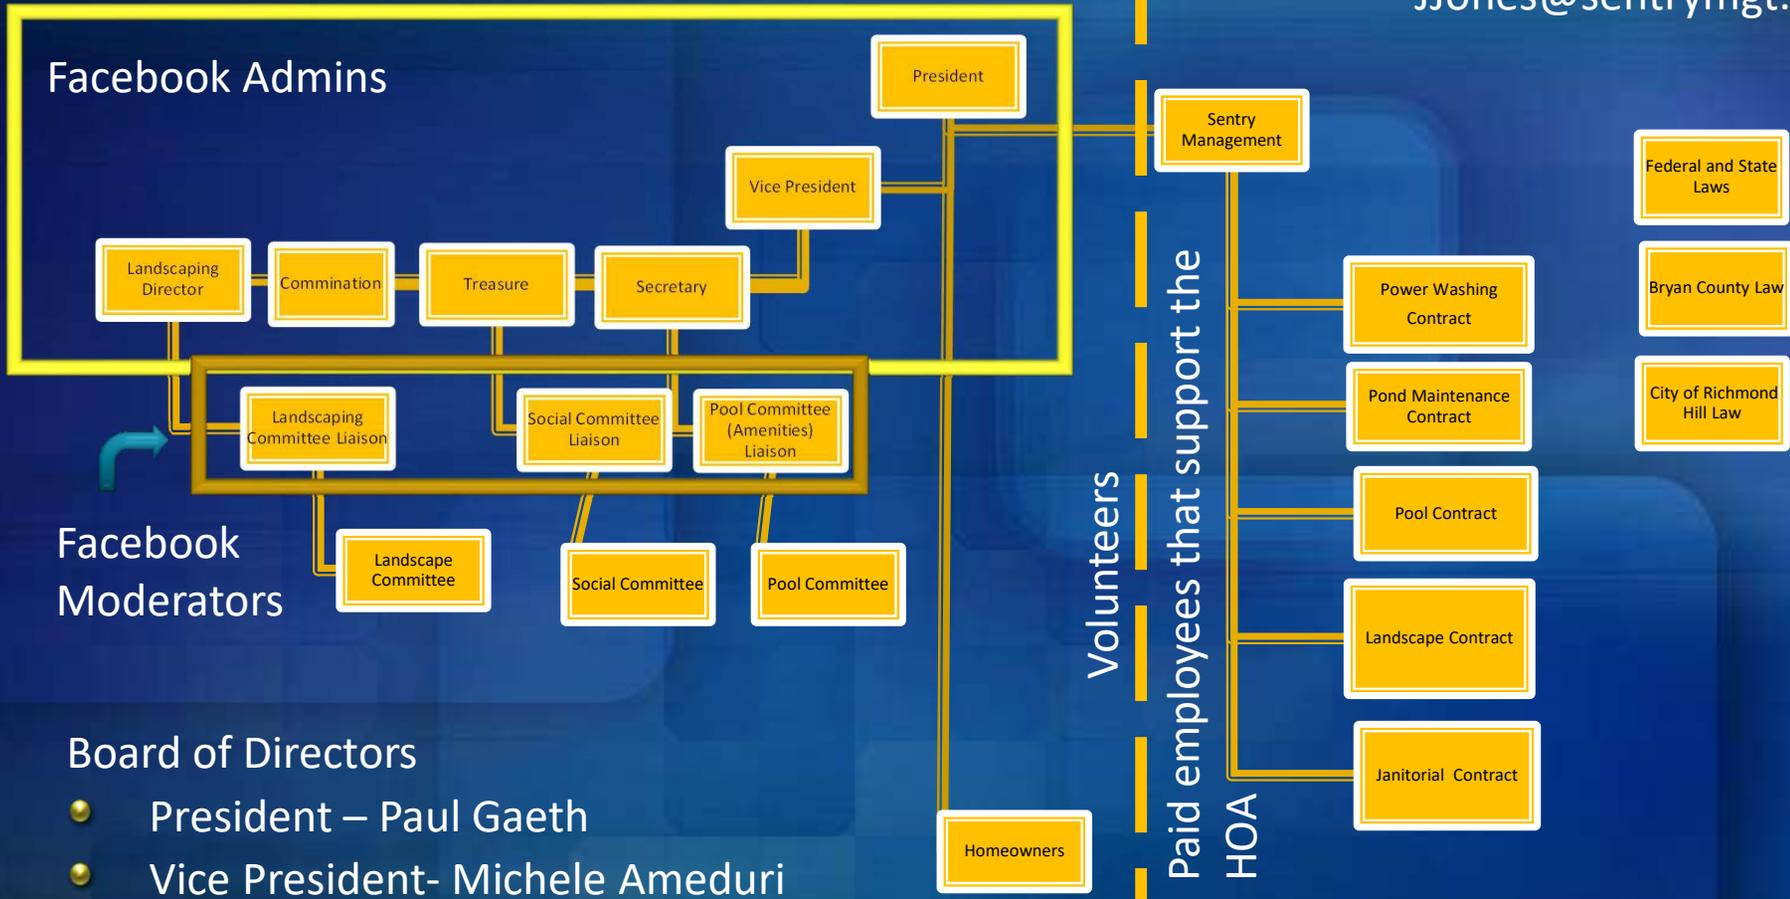 JJones@sentrymgt.
Facebook Admins
President
Sentry
Management
Vice President
Landscaping
Director
Commination
Treasure
Secretary
Landscaping
Committee Liaison
Social Committee
Liaison
Pool Committee
(Amenities)
Liaison
Facebook
Moderators
Landscape
Committee
Social Committee
Pool Committee
Homeowners
Volunteers
Paid employees that support the
HOA
Power Washing
Contract
Pond Maintenance
Contract
Pool Contract
Landscape Contract
Janitorial Contract
Federal and State
Laws
Bryan County Law
City of Richmond
Hill Law
Board of Directors
President – Paul Gaeth
Vice President- Michele Ameduri